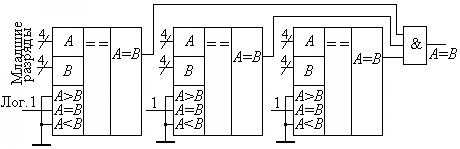 Младшие
разряды
4 A == A=B
4 B
Лог. 1
A>B
A=B
A<B
4 A == A=B
4 B
1
A>B
A=B
A<B
4 A == A=B
4 B
1
A>B
A=B
A<B
& A=B